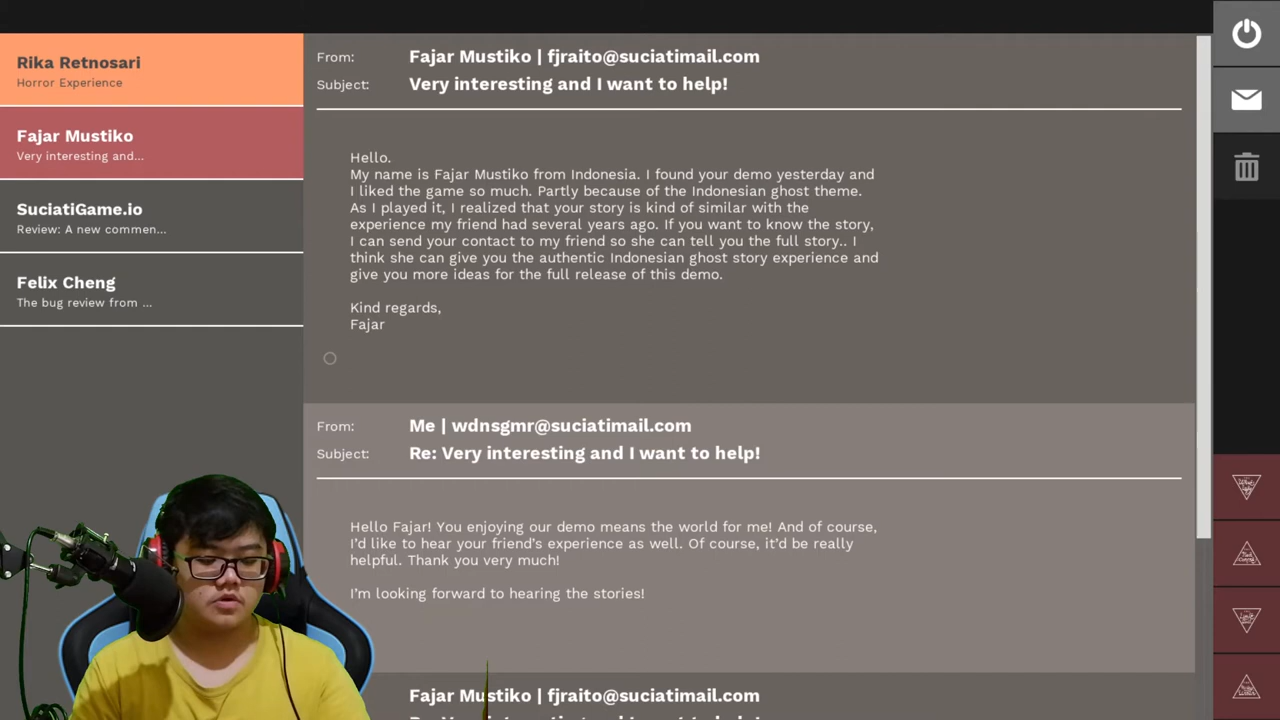 Rika Retnosari
Horror Experience
Fajar Mustiko
Very interesting and...
SuciatiGame.io
Review: A new commen...
Felix Cheng
The bug review from ...
From: Fajar Mustiko | fjraito@suciatimail.com
Subject: Very interesting and I want to help!
Hello.
My name is Fajar Mustiko from Indonesia. I found your demo yesterday and
I liked the game so much. Partly because of the Indonesian ghost theme.
As I played it, I realized that your story is kind of similar with the
experience my friend had several years ago. If you want to know the story,
I can send your contact to my friend so she can tell you the full story.. I
think she can give you the authentic Indonesian ghost story experience and
give you more ideas for the full release of this demo.
Kind regards,
Fajar
From: Me | wdnsgmr@suciatimail.com
Subject: Re: Very interesting and I want to help!
Hello Fajar! You enjoying our demo means the world for me! And of course,
I'd like to hear your friend's experience as well. Of course, it'd be really
helpful. Thank you very much!
I'm looking forward to hearing the stories!
Fajar Mustiko | fjraito@suciatimail.com